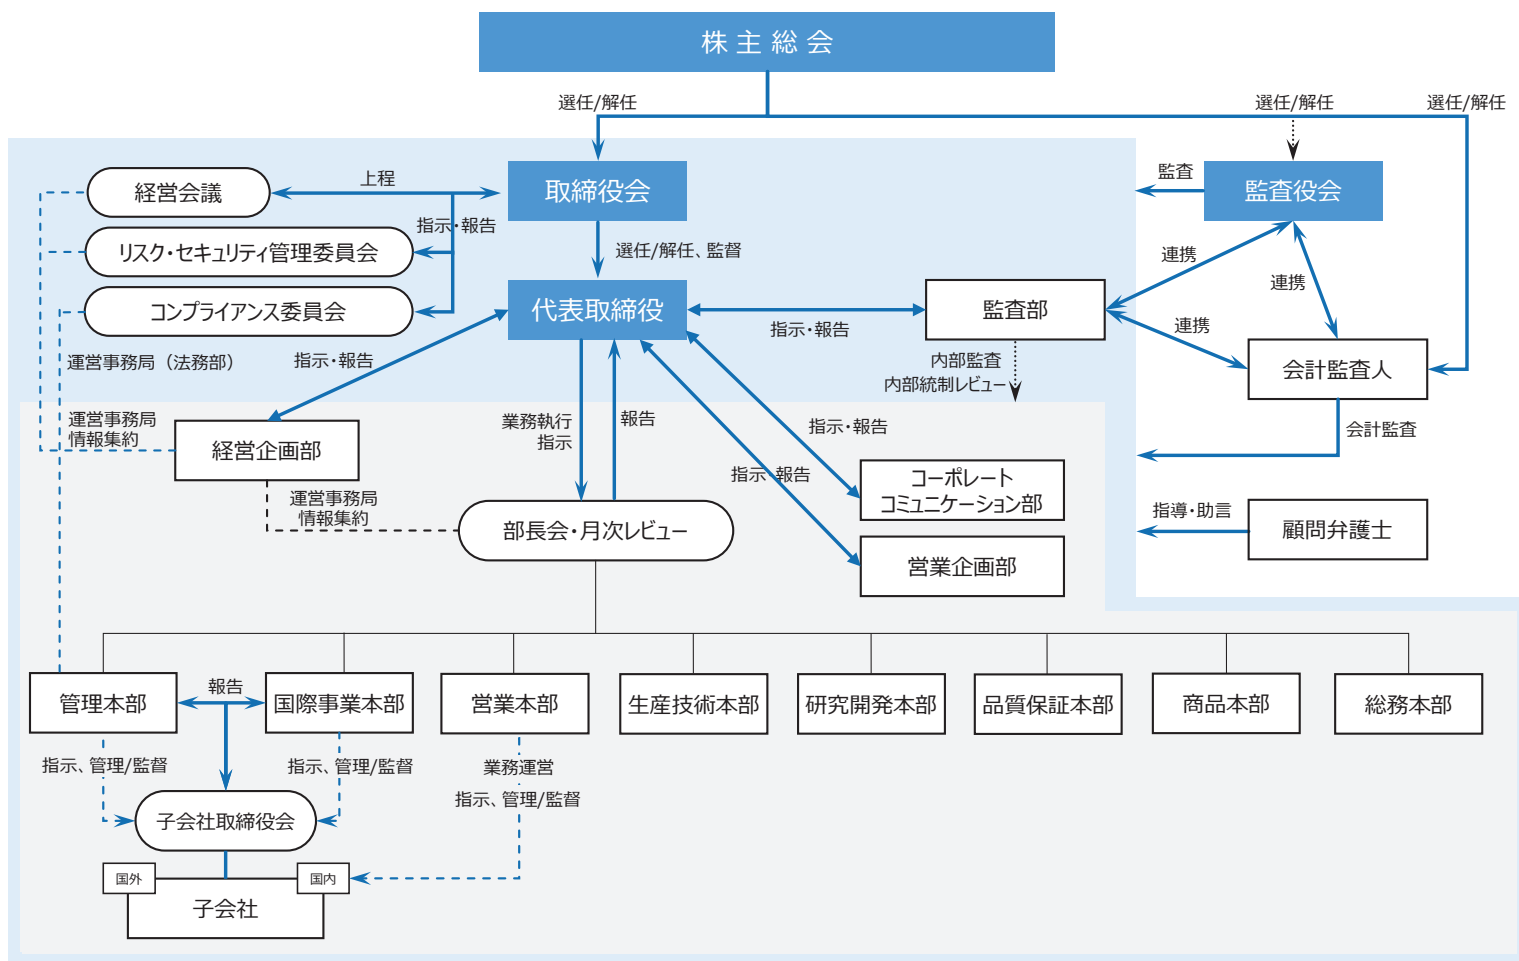 株主総会
選任/解任
選任/解任
選任/解任
経営会議
上程
取締役会
監査
監査役会
指示・報告
リスク・セキュリティ管理委員会
選任/解任、監督
連携
連携
コンプライアンス委員会
代表取締役
監査部
指示・報告
連携
運営事務局（法務部）
指示・報告
内部監査
内部統制レビュー
会計監査人
運営事務局
情報集約
経営企画部
業務執行
指示
報告
指示・報告
会計監査
指示・報告
コーポレート
コミュニケーション部
運営事務局
情報集約
部長会・月次レビュー
指導・助言
顧問弁護士
営業企画部
管理本部
報告
国際事業本部
営業本部
生産技術本部
研究開発本部
品質保証本部
商品本部
総務本部
指示、管理/監督
指示、管理/監督
業務運営
指示、管理/監督
子会社取締役会
国外
国内
子会社